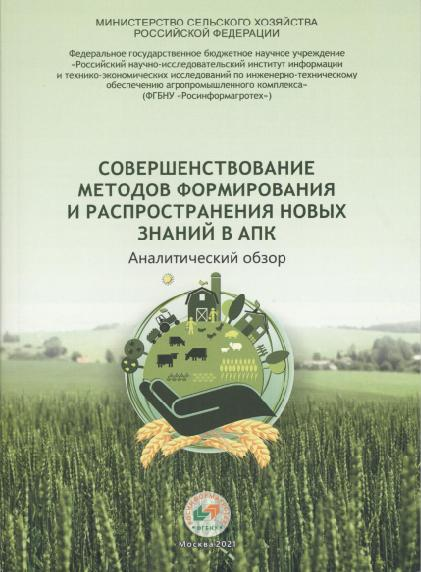 МИНИСТЕРСТВО СЕЛЬСКОГО ХОЗЯЙСТВА
РОССИЙСКОЙ ФЕДЕРАЦИИ
Федеральное государственное бюджетное научное учреждение
«Российский научно-исследовательский институт информации
и технико-экономических исследований по инженерно-техническому
обеспечению агропромышленного комплекса»
(ФГБНУ «Росинформагротех»)
СОВЕРШЕНСТВОВАНИЕ
МЕТОДОВ ФОРМИРОВАНИЯ
И РАСПРОСТРАНЕНИЯ НОВЫХ
ЗНАНИЙ В АПК
Аналитический обзор
РОСИНФОРМАГРОТЕХ
ФГБНУ
Москва 2021